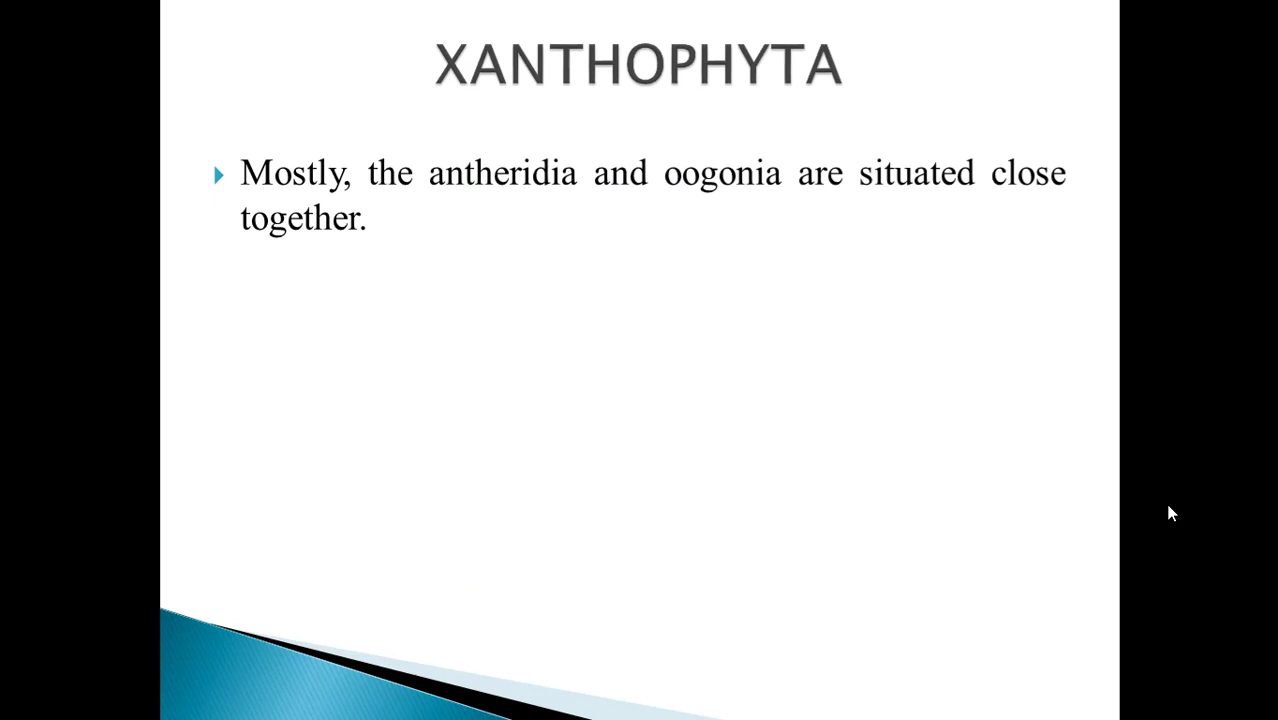 XANTHOPHYTA
Mostly, the antheridia and oogonia are situated close
together.